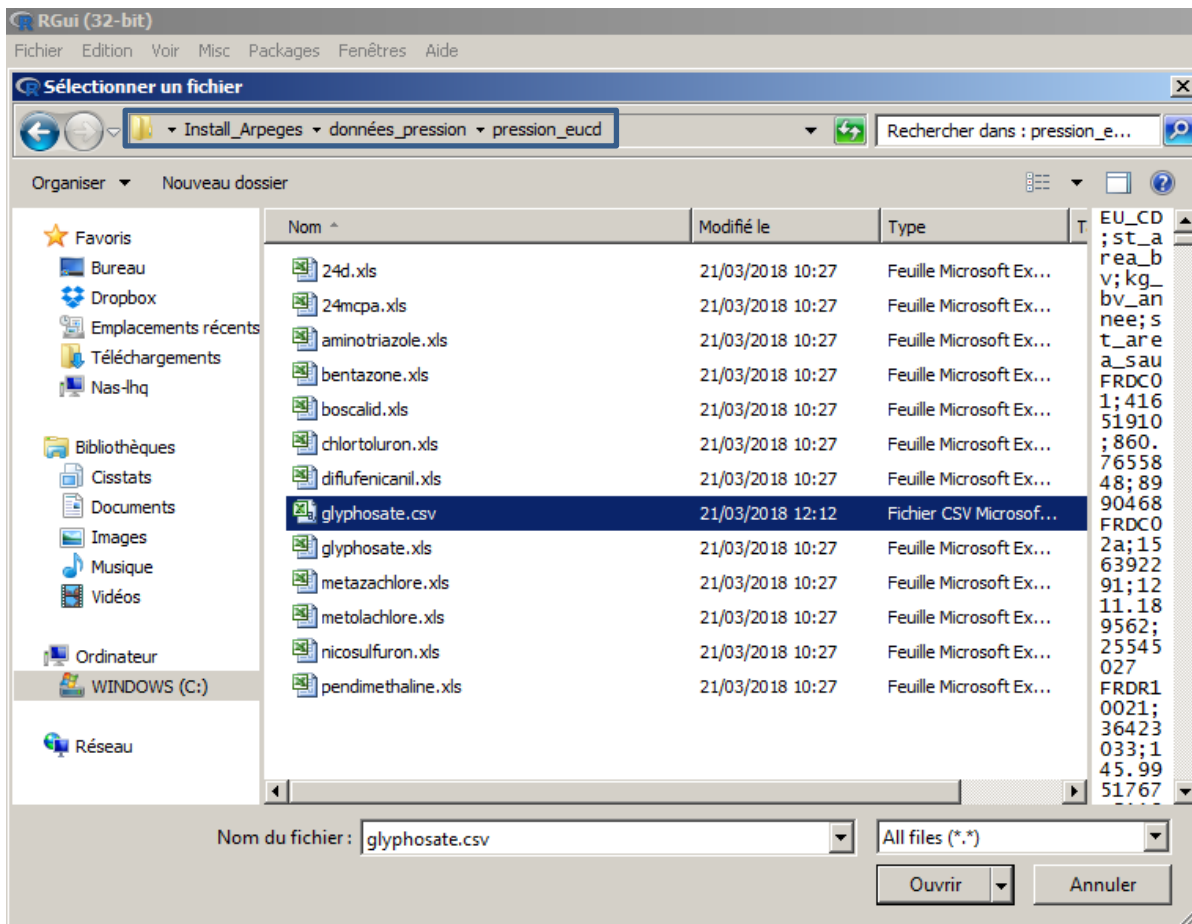 RGui (32-bit)
Fichier Edition Voir Misc Packages Fenêtres Aide
Sélectionner un fichier
Install_Arpeges données_pression pression_eucd
Rechercher dans : pression_e...
Organiser Nouveau dossier
Favoris
Bureau
Dropbox
Emplacements récents
Téléchargements
Nas-lhq
Bibliothèques
Cisstats
Documents
Images
Musique
Vidéos
Ordinateur
WINDOWS (C:)
Réseau
Nom Modifié le Type T
24d.xls 21/03/2018 10:27 Feuille Microsoft Ex...
24mcpa.xls 21/03/2018 10:27 Feuille Microsoft Ex...
aminotriazole.xls 21/03/2018 10:27 Feuille Microsoft Ex...
bentazone.xls 21/03/2018 10:27 Feuille Microsoft Ex...
boscalid.xls 21/03/2018 10:27 Feuille Microsoft Ex...
chlortoluron.xls 21/03/2018 10:27 Feuille Microsoft Ex...
diflufenicanil.xls 21/03/2018 10:27 Feuille Microsoft Ex...
glyphosate.csv 21/03/2018 12:12 Fichier CSV Microsof...
glyphosate.xls 21/03/2018 10:27 Feuille Microsoft Ex...
metazachlore.xls 21/03/2018 10:27 Feuille Microsoft Ex...
metolachlore.xls 21/03/2018 10:27 Feuille Microsoft Ex...
nicosulfuron.xls 21/03/2018 10:27 Feuille Microsoft Ex...
pendimethaline.xls 21/03/2018 10:27 Feuille Microsoft Ex...
EU_CD
;st_a
rea_b
v;kg_
bv_an
nee;s
t_are
a_sau
FRDC0
1;416
51910
;860.
76558
48;89
90468
FRDC0
2a;15
63922
91;12
11.18
9562;
25545
027
FRDR1
0021;
36423
033;1
45.99
51767
Nom du fichier : glyphosate.csv All files (*.*)
Ouvrir Annuler